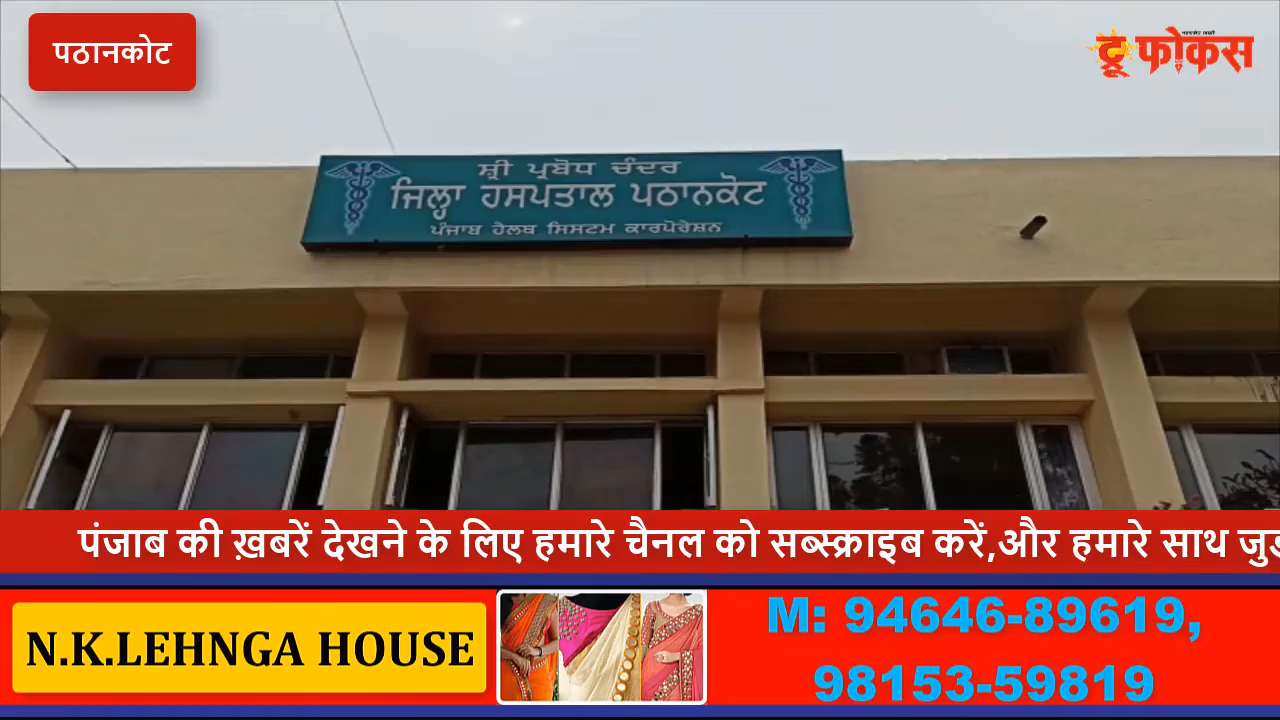 पठानकोट
ट्रू फोकस
ਸ਼੍ਰੀ ਪ੍ਰਬੋਧ ਚੰਦਰ
ਜਿਲ੍ਹਾ ਹਸਪਤਾਲ ਪਠਾਨਕੋਟ
ਪੰਜਾਬ ਹੈਲਥ ਸਿਸਟਮ ਕਾਰਪੋਰੇਸ਼ਨ
पंजाब की ख़बरें देखने के लिए हमारे चैनल को सब्स्क्राइब करें,और हमारे साथ
N.K.LEHNGA HOUSE
M: 94646-89619,
98153-59819